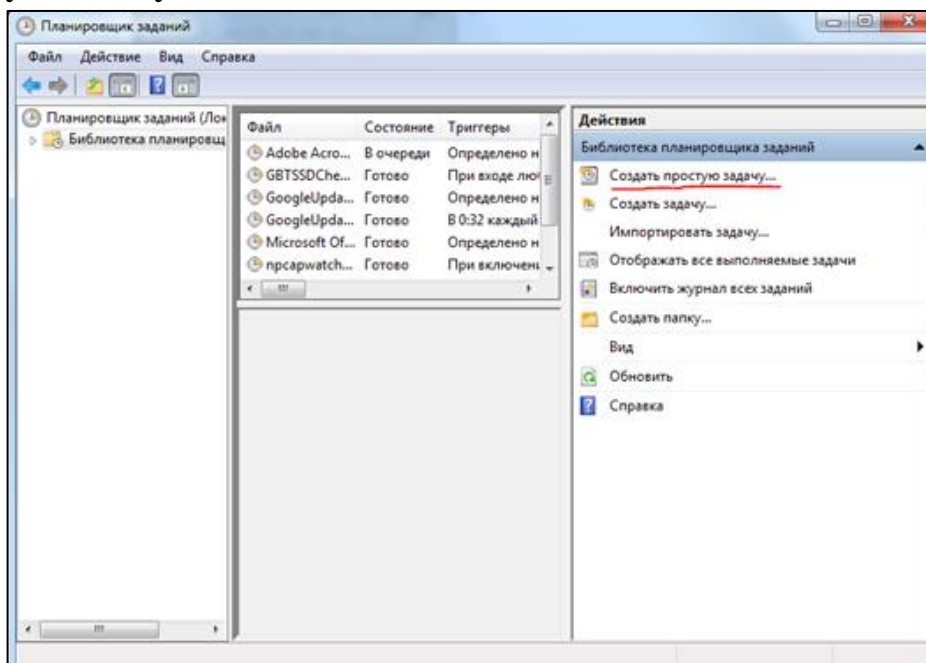 Планировщик заданий
Файл Действие Вид Справка
Планировщик заданий (Лок
Библиотека планировщ
Файл Состояние Триггеры
Adobe Acro... В очереди Определено н
GBTSSDChe... Готово При входе лю
GoogleUpda... Готово Определено н
GoogleUpda... Готово В 0:32 каждый
Microsoft Of... Готово Определено н
npcapwatch... Готово При включен
Действия
Библиотека планировщика заданий
Создать простую задачу...
Создать задачу...
Импортировать задачу...
Отображать все выполняемые задачи
Включить журнал всех заданий
Создать папку...
Вид
Обновить
Справка